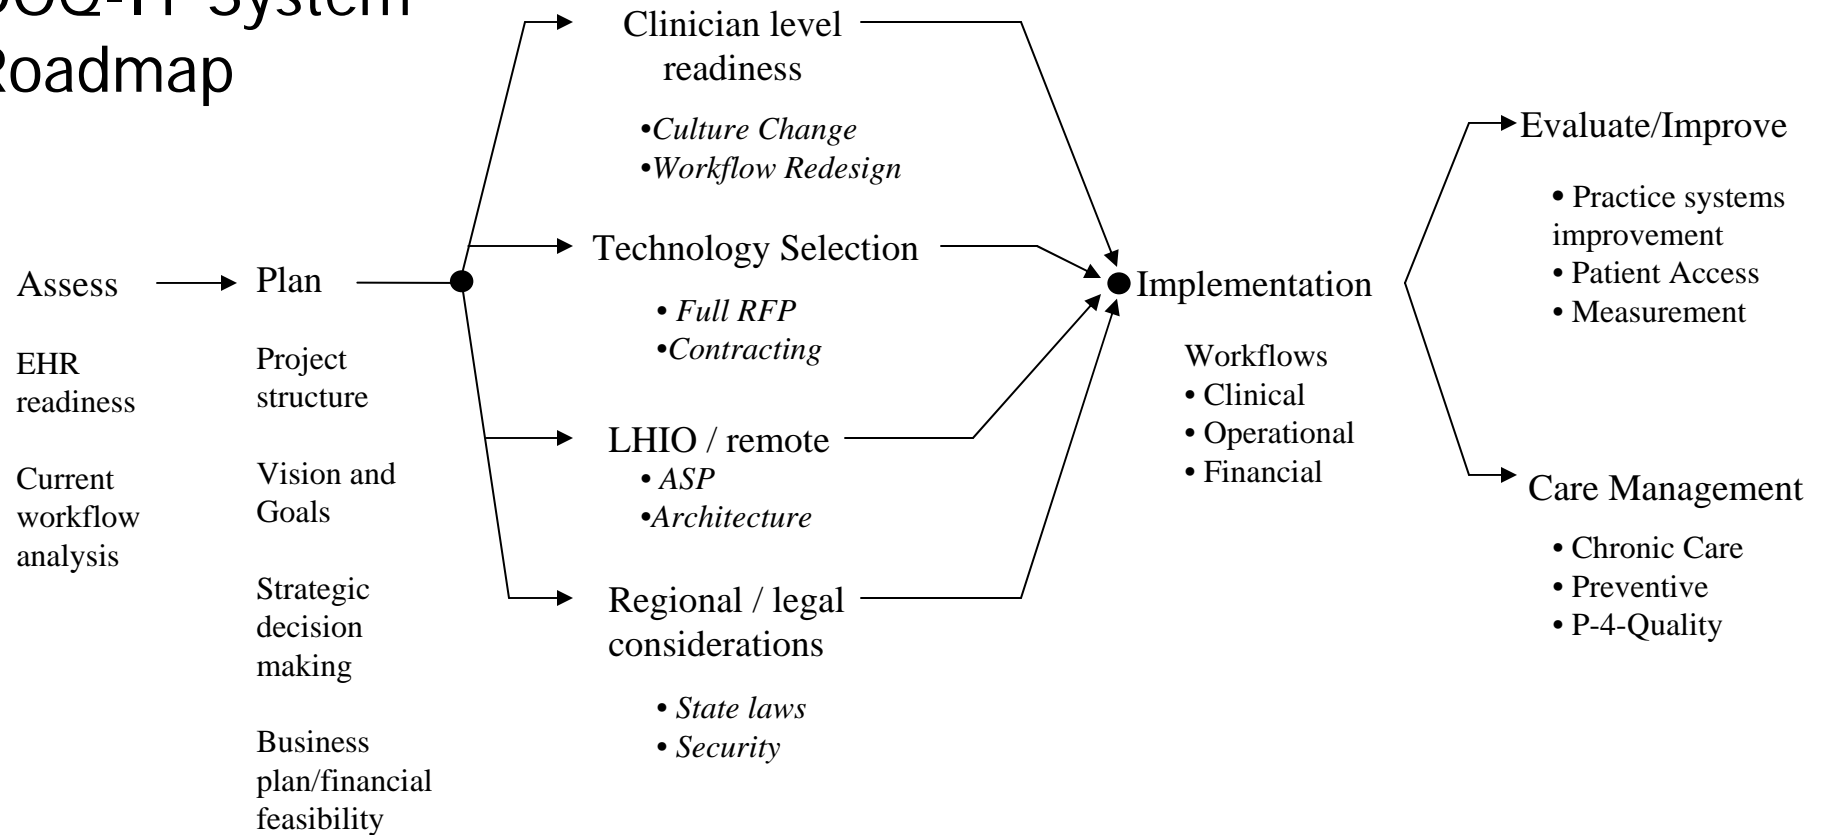 System
Roadmap
Assess
EHR
readiness
Current
workflow
analysis
Plan
Project
structure
Vision and
Goals
Strategic
decision
making
Business
plan/financial
feasibility
Clinician level
readiness
•Culture Change
•Workflow Redesign
Technology Selection
• Full RFP
•Contracting
LHIO / remote
• ASP
•Architecture
Regional / legal
considerations
• State laws
• Security
Implementation
Workflows
• Clinical
• Operational
• Financial
Evaluate/Improve
• Practice systems
improvement
• Patient Access
• Measurement
Care Management
• Chronic Care
• Preventive
• P-4-Quality